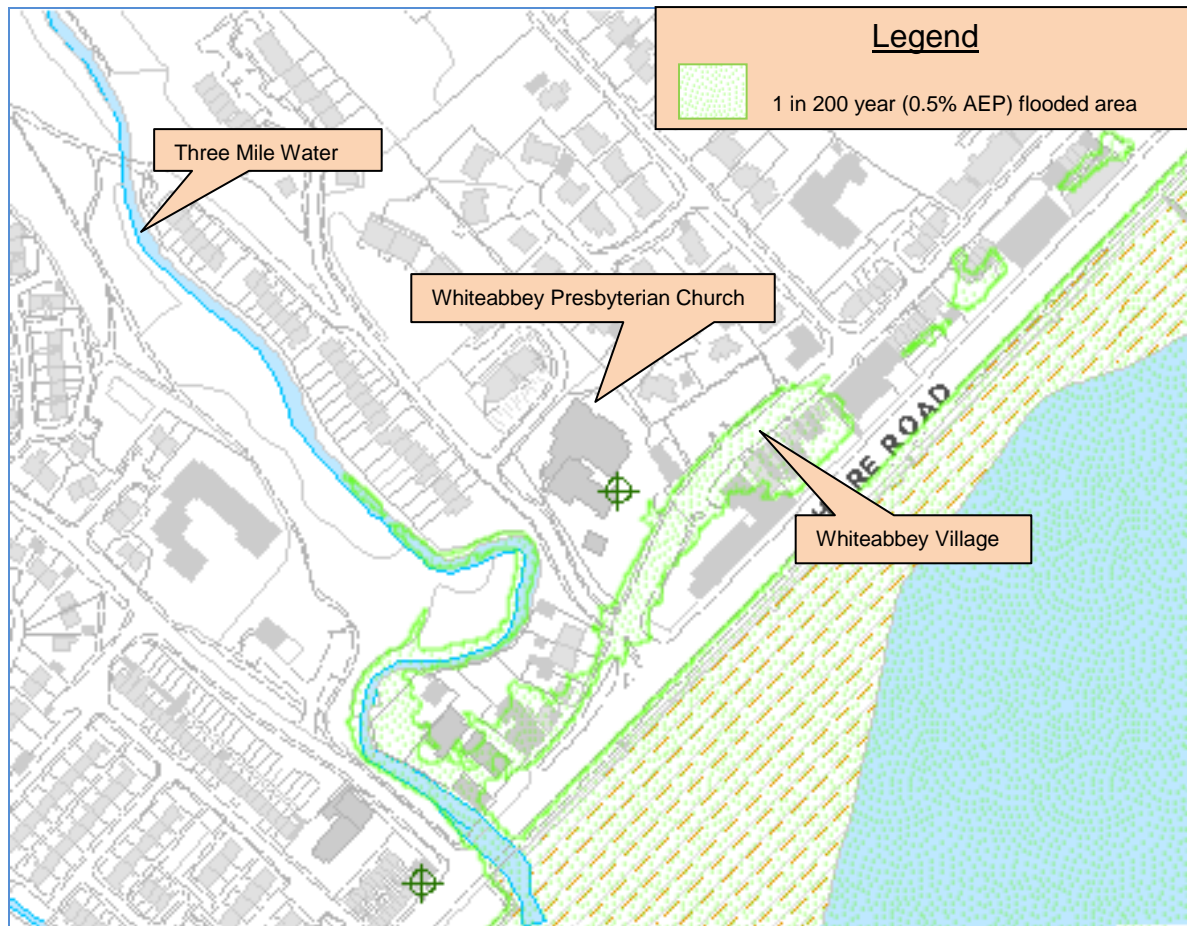 Legend
1 in 200 year (0.5% AEP) flooded area
Three Mile Water
Whiteabbey Presbyterian Church
RE ROAD
Whiteabbey Village